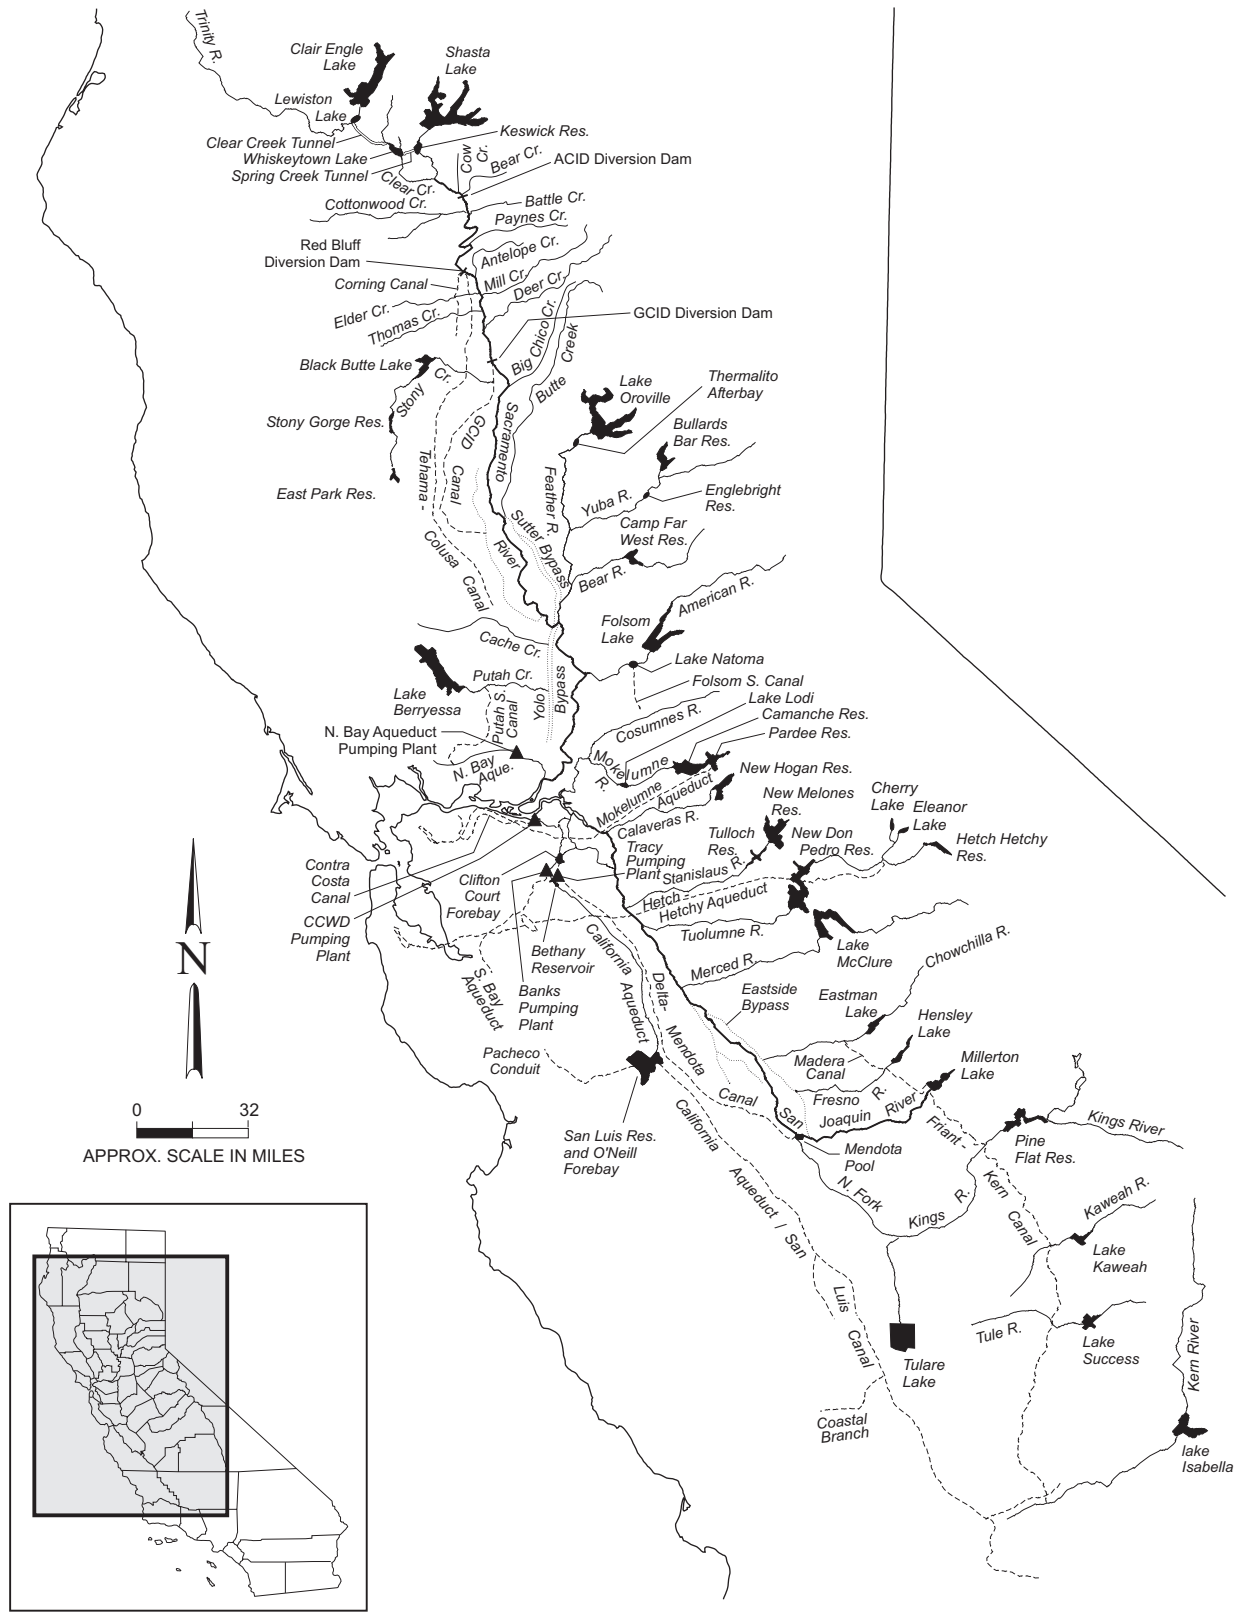 Trinity R.
Clair Engle
Lake
Shasta
Lake
Lewiston
Lake
Keswick Res.
Clear Creek Tunnel
Whiskeytown Lake
Spring Creek Tunnel
Cow
Cr.
Bear Cr.
ACID Diversion Dam
Clear Cr.
Cottonwood Cr.
Battle Cr.
Paynes Cr.
Red Bluff
Diversion Dam
Antelope Cr.
Corning Canal
Mill Cr.
Deer Cr.
Elder Cr.
Thomas Cr.
GCID Diversion Dam
Big Chico Cr.
Butte
Creek
Black Butte Lake
Stony
Cr.
Stony Gorge Res.
East Park Res.
Lake
Oroville
Thermalito
Afterbay
Bullards
Bar Res.
GCID
Canal
Sacramento
River
Tehama-
Colusa
Canal
Feather R.
Yuba R.
Englebright
Res.
Sutter
Bypass
Camp Far
West Res.
Bear R.
American R.
Folsom
Lake
Cache Cr.
Lake Natoma
Folsom S. Canal
Putah Cr.
Lake
Berryessa
Putah S.
Canal
Yolo
Bypass
Lake Lodi
Cosumnes R.
Camanche Res.
Pardee Res.
N. Bay Aqueduct
Pumping Plant
N. Bay
Aque.
Mokelumne
R.
New Hogan Res.
Mokelumne
Aqueduct
Calaveras R.
New Melones
Res.
Cherry
Lake
Eleanor
Lake
Hetch Hetchy
Res.
Tulloch
Res.
New Don
Pedro Res.
Tracy
Pumping
Plant
Stanislaus R.
Contra
Costa
Canal
Clifton
Court
Forebay
CCWD
Pumping
Plant
Hetch-
Hetchy Aqueduct
Tuolumne R.
Lake
McClure
Bethany
Reservoir
Banks
Pumping
Plant
S. Bay
Aqueduct
California
Aqueduct
Delta-
Mendota
Canal
Merced R.
Chowchilla R.
Eastside
Bypass
Eastman
Lake
Hensley
Lake
Madera
Canal
Millerton
Lake
Fresno
R.
Pacheco
Conduit
San
Joaquin
River
Friant-
Kern
Canal
Kings River
Pine
Flat Res.
San Luis Res.
and O'Neill
Forebay
Mendota
Pool
California
Aqueduct / San
Luis
Canal
N. Fork
Kings
R.
Kaweah R.
Lake
Kaweah
Tule R.
Lake
Success
Tulare
Lake
Kern River
Coastal
Branch
lake
Isabella
N
0 32
APPROX. SCALE IN MILES